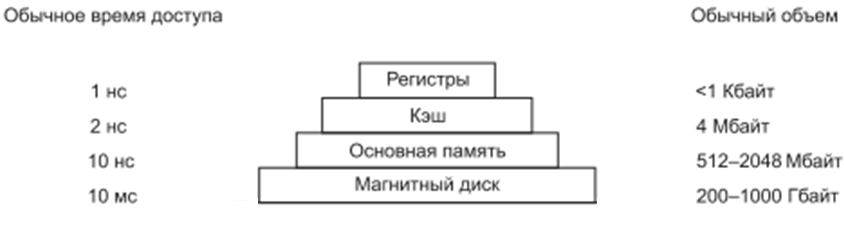 Обычное время доступа Обычный объем
1 нс Регистры <1 Кбайт
2 нс Кэш 4 Мбайт
10 нс Основная память 512–2048 Мбайт
10 мс Магнитный диск 200–1000 Гбайт